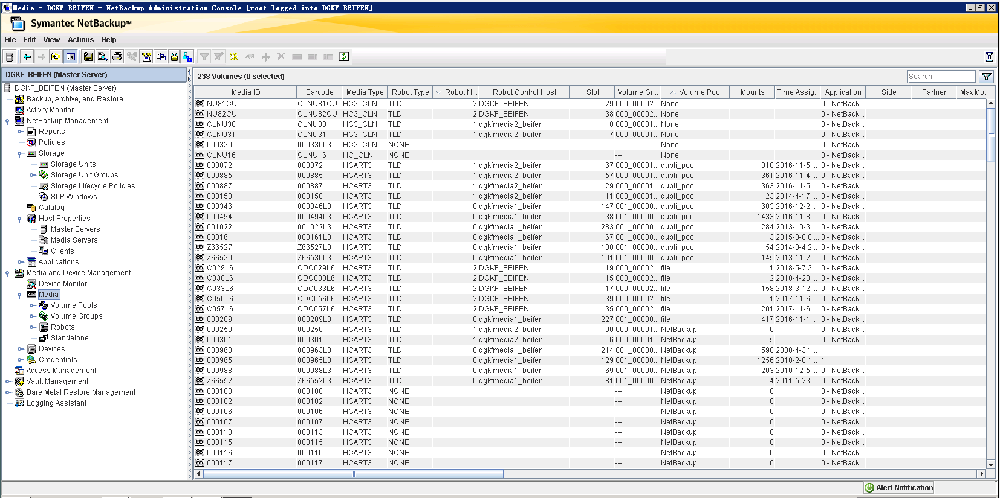 Media - DGKF_BEIFEN - NetBackup Administration Console [root logged into DGKF_BEIFEN]
Symantec NetBackup™
File Edit View Actions Help
DGKF_BEIFEN (Master Server)
DGKF_BEIFEN (Master Server)
Backup, Archive, and Restore
Activity Monitor
NetBackup Management
Reports
Policies
Storage
Storage Units
Storage Unit Groups
Storage Lifecycle Policies
SLP Windows
Catalog
Host Properties
Master Servers
Media Servers
Clients
Applications
Media and Device Management
Device Monitor
Media
Volume Pools
Volume Groups
Robots
Standalone
Devices
Credentials
Access Management
Vault Management
Bare Metal Restore Management
Logging Assistant
238 Volumes (0 selected)
Search
Media ID Barcode Media Type Robot Type Robot N... Robot Control Host Slot Volume Gr... Volume Pool Mounts Time Assig... Application Side Partner Max Mou
NU81CU CLNU81CU HC3_CLN TLD 2 DGKF_BEIFEN 29 000_00002... None 0 - NetBack...
NU82CU CLNU82CU HC3_CLN TLD 2 DGKF_BEIFEN 38 000_00002... None 0 - NetBack...
CLNU30 CLNU30 HC3_CLN TLD 1 dgkfmedia2_beifen 8 000_00001... None 0 - NetBack...
CLNU31 CLNU31 HC3_CLN TLD 1 dgkfmedia2_beifen 7 000_00001... None 0 - NetBack...
000330 000330L3 HC3_CLN NONE --- None 0 - NetBack...
CLNU16 CLNU16 HC_CLN NONE --- None 0 - NetBack...
000872 000872 HCART3 TLD 1 dgkfmedia2_beifen 67 000_00001... dupli_pool 318 2016-11-5 ... 0 - NetBack...
000885 000885 HCART3 TLD 1 dgkfmedia2_beifen 57 000_00001... dupli_pool 361 2016-11-4 ... 0 - NetBack...
000887 000887 HCART3 TLD 1 dgkfmedia2_beifen 29 000_00001... dupli_pool 363 2016-11-5 ... 0 - NetBack...
008158 008158 HCART3 TLD 1 dgkfmedia2_beifen 11 000_00001... dupli_pool 23 2014-4-17 ... 0 - NetBack...
000346 000346L3 HCART3 TLD 0 dgkfmedia1_beifen 147 001_00000... dupli_pool 603 2016-12-2... 0 - NetBack...
000494 000494L3 HCART3 TLD 0 dgkfmedia1_beifen 38 001_00000... dupli_pool 1433 2016-11-8 ... 0 - NetBack...
001022 001022L3 HCART3 TLD 0 dgkfmedia1_beifen 283 001_00000... dupli_pool 284 2013-10-3 ... 0 - NetBack...
008161 008161L3 HCART3 TLD 0 dgkfmedia1_beifen 67 001_00000... dupli_pool 3 2015-8-8 8:... 0 - NetBack...
Z66527 Z66527L3 HCART3 TLD 0 dgkfmedia1_beifen 100 001_00000... dupli_pool 54 2014-8-4 2... 0 - NetBack...
Z66530 Z66530L3 HCART3 TLD 0 dgkfmedia1_beifen 101 001_00000... dupli_pool 145 2013-11-2... 0 - NetBack...
C029L6 CDC029L6 HCART3 TLD 2 DGKF_BEIFEN 19 000_00002... file 1 2018-5-7 3:... 0 - NetBack...
C030L6 CDC030L6 HCART3 TLD 2 DGKF_BEIFEN 15 000_00002... file 2 2018-4-28 ... 0 - NetBack...
C033L6 CDC033L6 HCART3 TLD 2 DGKF_BEIFEN 17 000_00002... file 158 2018-3-12 ... 0 - NetBack...
C056L6 CDC056L6 HCART3 TLD 2 DGKF_BEIFEN 39 000_00002... file 1 2017-11-6 ... 0 - NetBack...
C057L6 CDC057L6 HCART3 TLD 2 DGKF_BEIFEN 35 000_00002... file 201 2017-11-6 ... 0 - NetBack...
000289 000289L3 HCART3 TLD 0 dgkfmedia1_beifen 227 001_00000... file 417 2016-11-1... 0 - NetBack...
000250 000250 HCART3 TLD 1 dgkfmedia2_beifen 90 000_00001... NetBackup 0 0 - NetBack...
000301 000301 HCART3 TLD 1 dgkfmedia2_beifen 6 000_00001... NetBackup 5 0 - NetBack...
000963 000963L3 HCART3 TLD 0 dgkfmedia1_beifen 214 001_00000... NetBackup 1598 2008-4-3 1... 1
000965 000965L3 HCART3 TLD 0 dgkfmedia1_beifen 129 001_00000... NetBackup 1256 2010-2-8 1... 1
000988 000988L3 HCART3 TLD 0 dgkfmedia1_beifen 69 001_00000... NetBackup 203 2010-12-5 ... 0 - NetBack...
Z66552 Z66552L3 HCART3 TLD 0 dgkfmedia1_beifen 81 001_00000... NetBackup 4 2011-5-23 ... 0 - NetBack...
000100 000100 HCART3 NONE --- NetBackup 0 0 - NetBack...
000102 000102 HCART3 NONE --- NetBackup 0 0 - NetBack...
000106 000106 HCART3 NONE --- NetBackup 0 0 - NetBack...
000107 000107 HCART3 NONE --- NetBackup 0 0 - NetBack...
000113 000113 HCART3 NONE --- NetBackup 0 0 - NetBack...
000115 000115 HCART3 NONE --- NetBackup 0 0 - NetBack...
000116 000116 HCART3 NONE --- NetBackup 0 0 - NetBack...
000117 000117 HCART3 NONE --- NetBackup 0 0 - NetBack...
Alert Notification